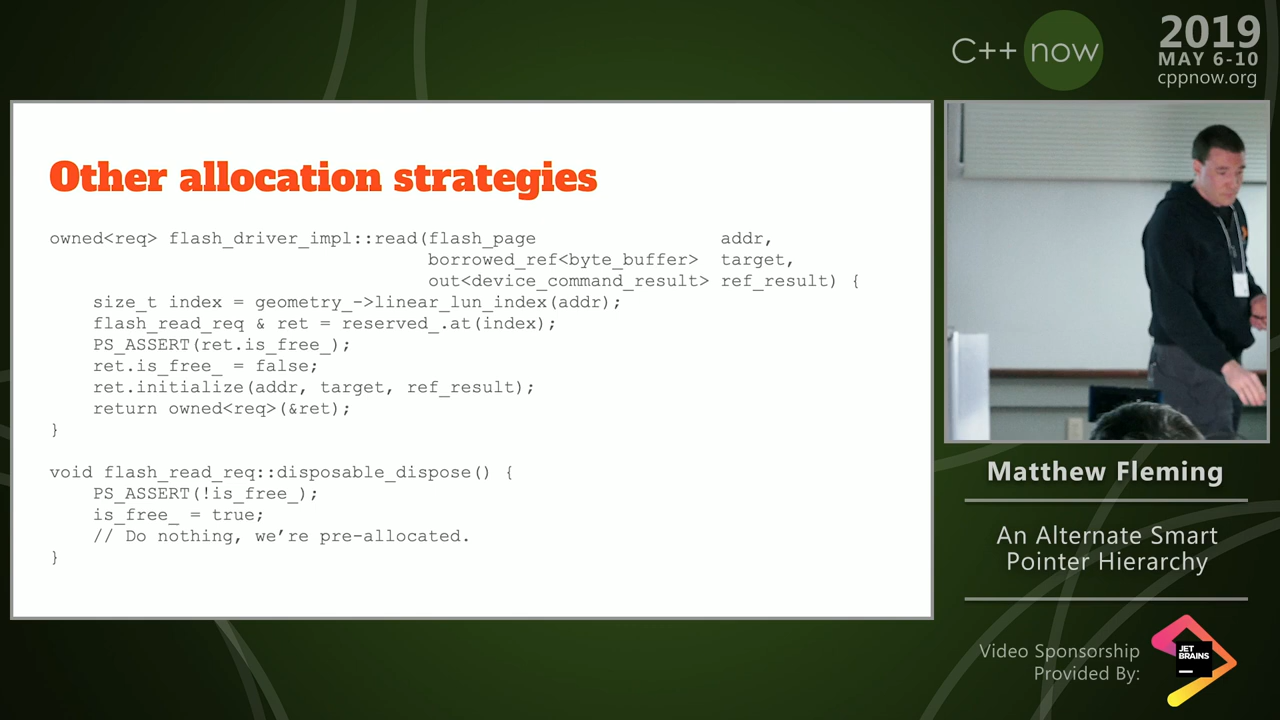 C++ now
2019
MAY 6-10
cppnow.org
Other allocation strategies
owned<req> flash_driver_impl::read(flash_page addr,
borrowed_ref<byte_buffer> target,
out<device_command_result> ref_result) {
size_t index = geometry_->linear_lun_index(addr);
flash_read_req & ret = reserved_.at(index);
PS_ASSERT(ret.is_free_);
ret.is_free_ = false;
ret.initialize(addr, target, ref_result);
return owned<req>(&ret);
}
void flash_read_req::disposable_dispose() {
PS_ASSERT(!is_free_);
is_free_ = true;
// Do nothing, we’re pre-allocated.
}
Matthew Fleming
An Alternate Smart
Pointer Hierarchy
Video Sponsorship
Provided By:
JET
BRAINS